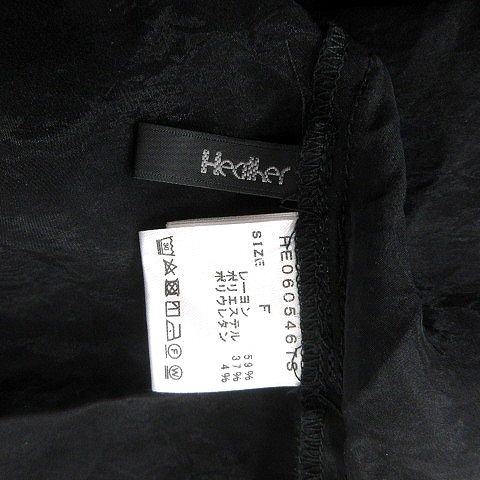 Heather
HE060546TS
SIZE F
レーヨン 59%
ポリエステル 37%
ポリウレタン 4%